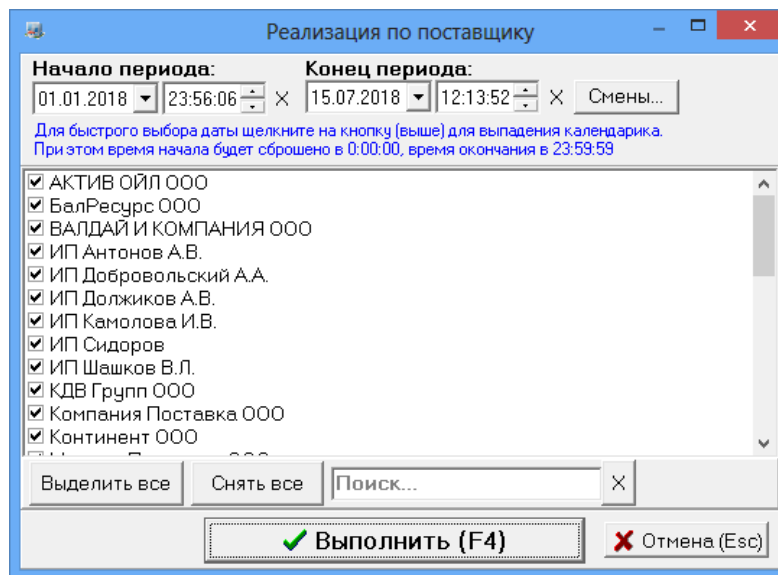 Реализация по поставщику
Начало периода: Конец периода:
01.01.2018 23:56:06 X 15.07.2018 12:13:52 X Смены...
Для быстрого выбора даты щелкните на кнопку (выше) для выпадения календарика.
При этом время начала будет сброшено в 0:00:00, время окончания в 23:59:59
АКТИВ ОЙЛ ООО
БалРесурс ООО
ВАЛДАЙ И КОМПАНИЯ ООО
ИП Антонов А.В.
ИП Добровольский А.А.
ИП Должиков А.В.
ИП Камолова И.В.
ИП Сидоров
ИП Шашков В.Л.
КДВ Групп ООО
Компания Поставка ООО
Континент ООО
Выделить все Снять все Поиск... X
Выполнить (F4) Отмена (Esc)